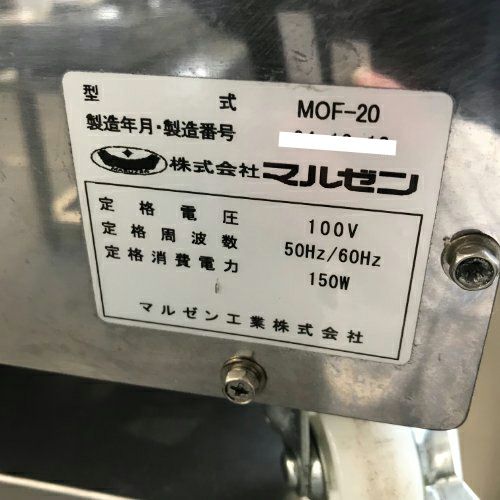 型 式 MOF-20
製造年月・製造番号
MARUZEN 株式会社 マルゼン
定格電圧 100V
定格周波数 50Hz/60Hz
定格消費電力 150W
マルゼン工業株式会社